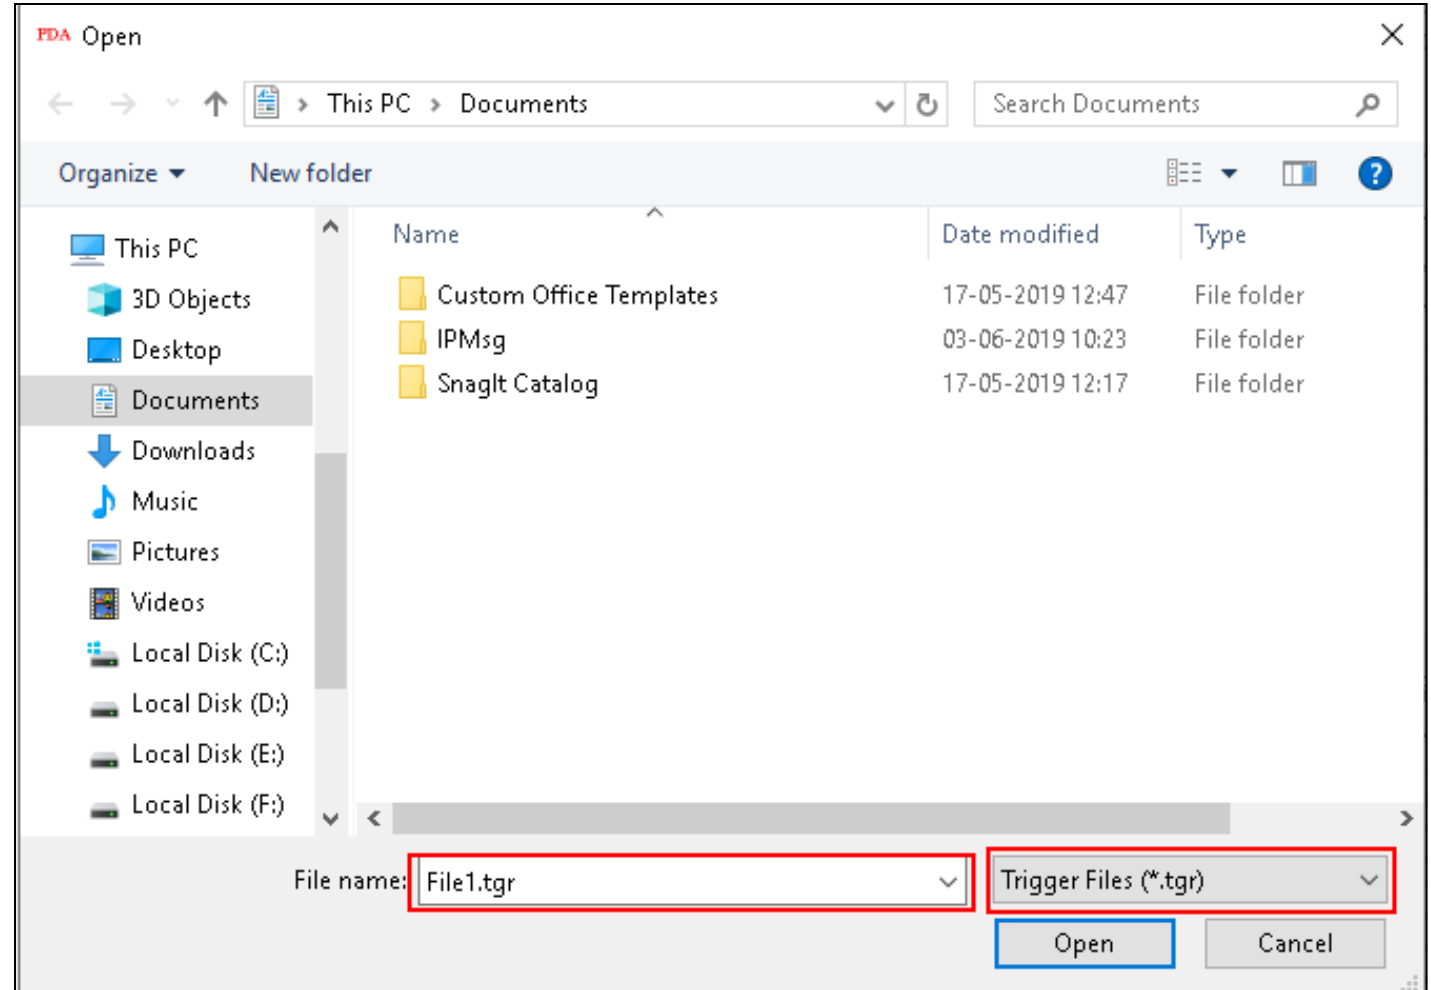 PDA Open
This PC > Documents
Search Documents
Organize
New folder
?
Name
Date modified
Type
This PC
3D Objects
Desktop
Documents
Downloads
Music
Pictures
Videos
Local Disk (C:)
Local Disk (D:)
Local Disk (E:)
Local Disk (F:)
Custom Office Templates 17-05-2019 12:47 File folder
IPMsg 03-06-2019 10:23 File folder
SnagIt Catalog 17-05-2019 12:17 File folder
File name: File1.tgr
Trigger Files (*.tgr)
Open
Cancel